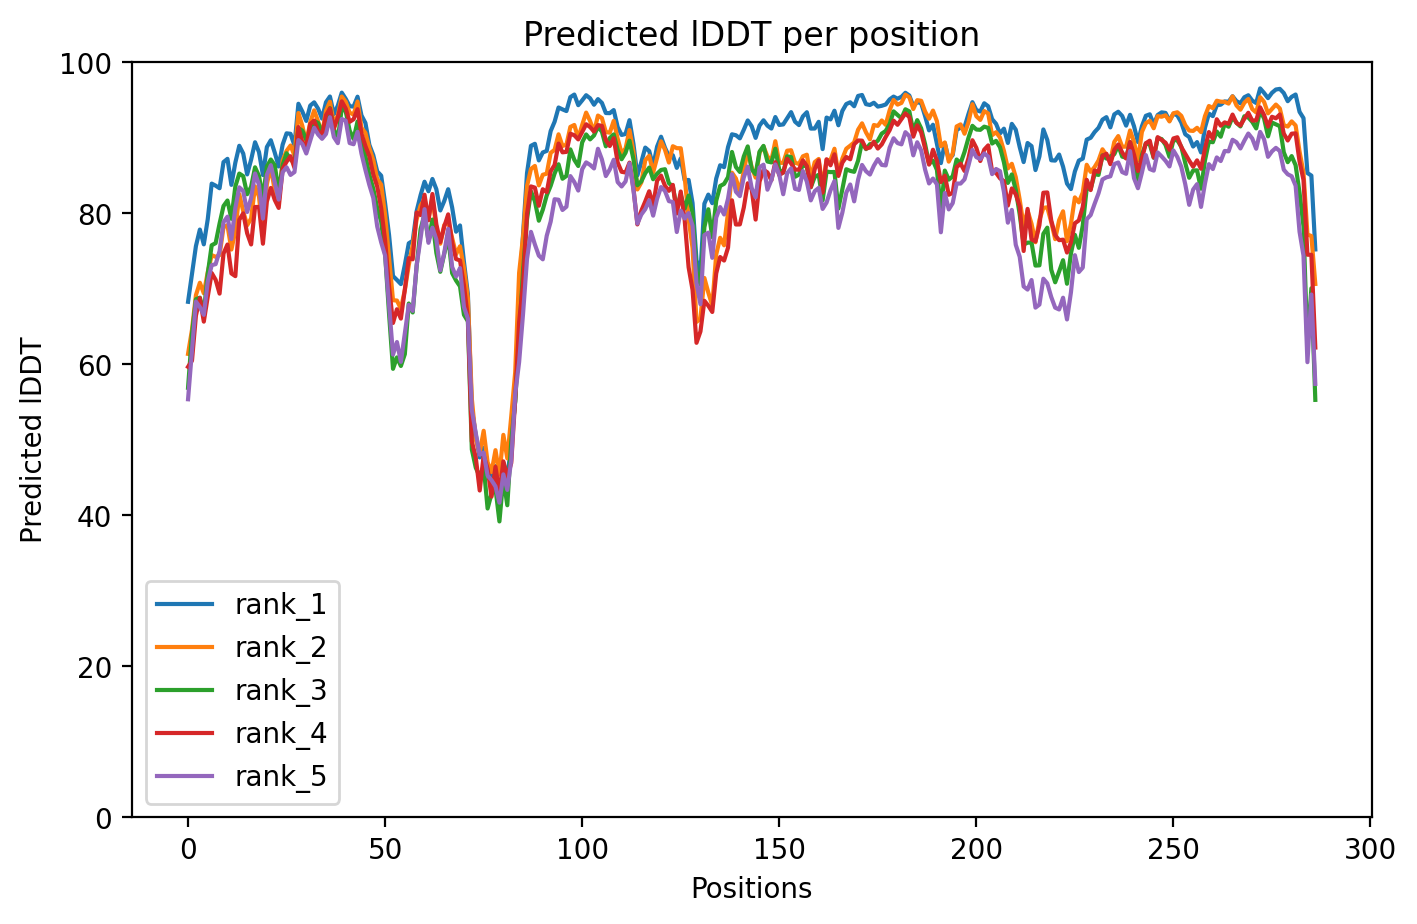 Predicted lDDT per position
Predicted lDDT
100
80
60
40
20
0
rank_1
rank_2
rank_3
rank_4
rank_5
0 50 100 150 200 250 300
Positions